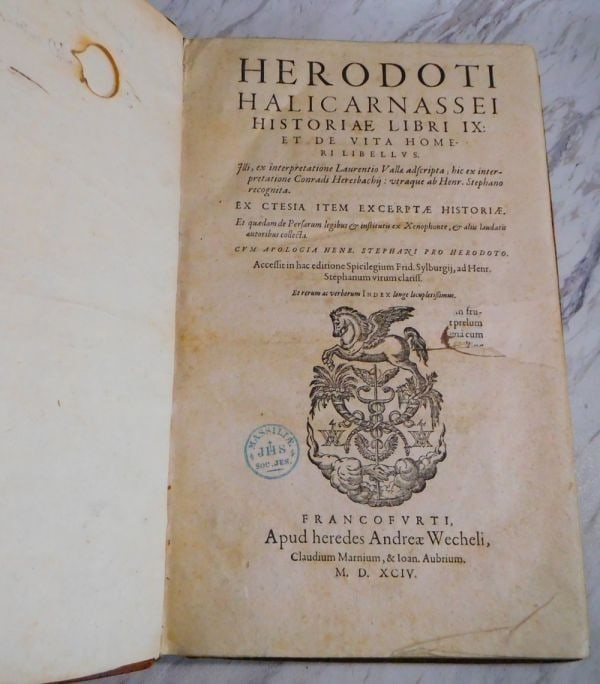 HERODOTI
HALICARNASSEI
HISTORIAE LIBRI IX:
ET DE VITA HOME-
RI LIBELLVS.
Illi, ex interpretatione Laurentio Vallæ adscripta, hic ex inter-
pretatione Conradi Heresbachij: vtraque ab Henr. Stephano
recognita.
EX CTESIA ITEM EXCERPTÆ HISTORIÆ.
Et quædam de Persarum legibus & institutis ex Xenophonte, & aliis laudatis
autoribus collecta.
CVM APOLOGIA HENR. STEPHANI PRO HERODOTO.
Accessit in hac editione Spicilegium Frid. Sylburgij, ad Henr.
Stephanum virum clariss.
Et rerum ac verborum INDEX longe locupletissimus.
MASSILIÆ
JHS
SOC. JES.
FRANCOFVRTI,
Apud heredes Andreæ Wecheli,
Claudium Marnium, & Ioan. Aubrium.
M. D. XCIV.